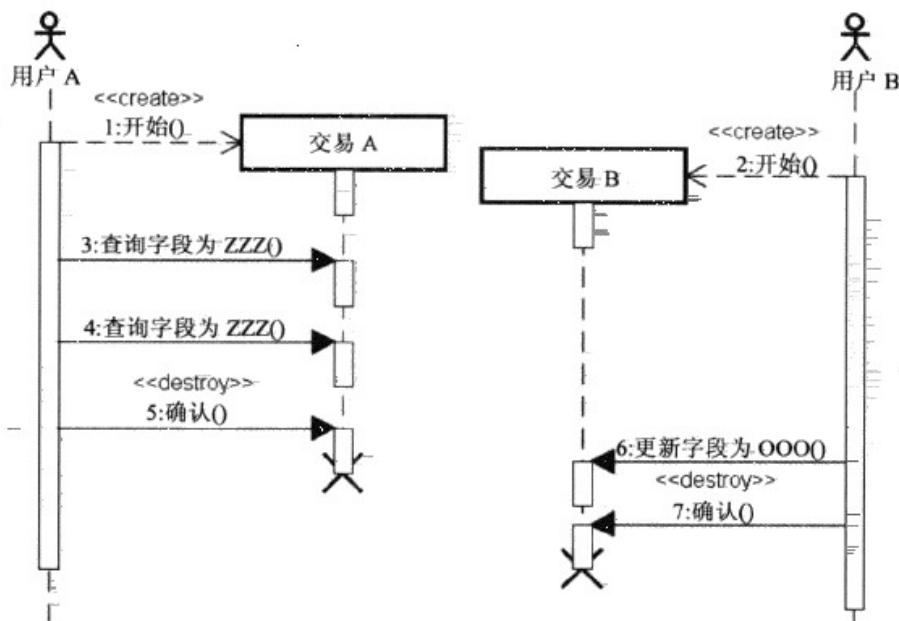 用户 A
用户 B
<<create>>
1:开始()
交易 A
<<create>>
2:开始()
交易 B
3:查询字段为 ZZZ()
4:查询字段为 ZZZ()
<<destroy>>
5:确认()
6:更新字段为 OOO()
<<destroy>>
7:确认()